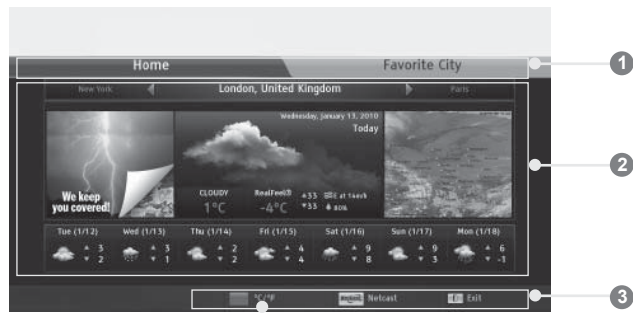 Home Favorite City
1
New York London, United Kingdom Paris
Wednesday, January 13, 2010
Today
We keep
you covered!
CLOUDY RealFeel®
1°C -4°C
2
Tue (1/12) Wed (1/13) Thu (1/14) Fri (1/15) Sat (1/16) Sun (1/17) Mon (1/18)
3 3 2 4 9 9 6
2 1 2 4 8 3 -1
°C/°F Netcast Exit
3